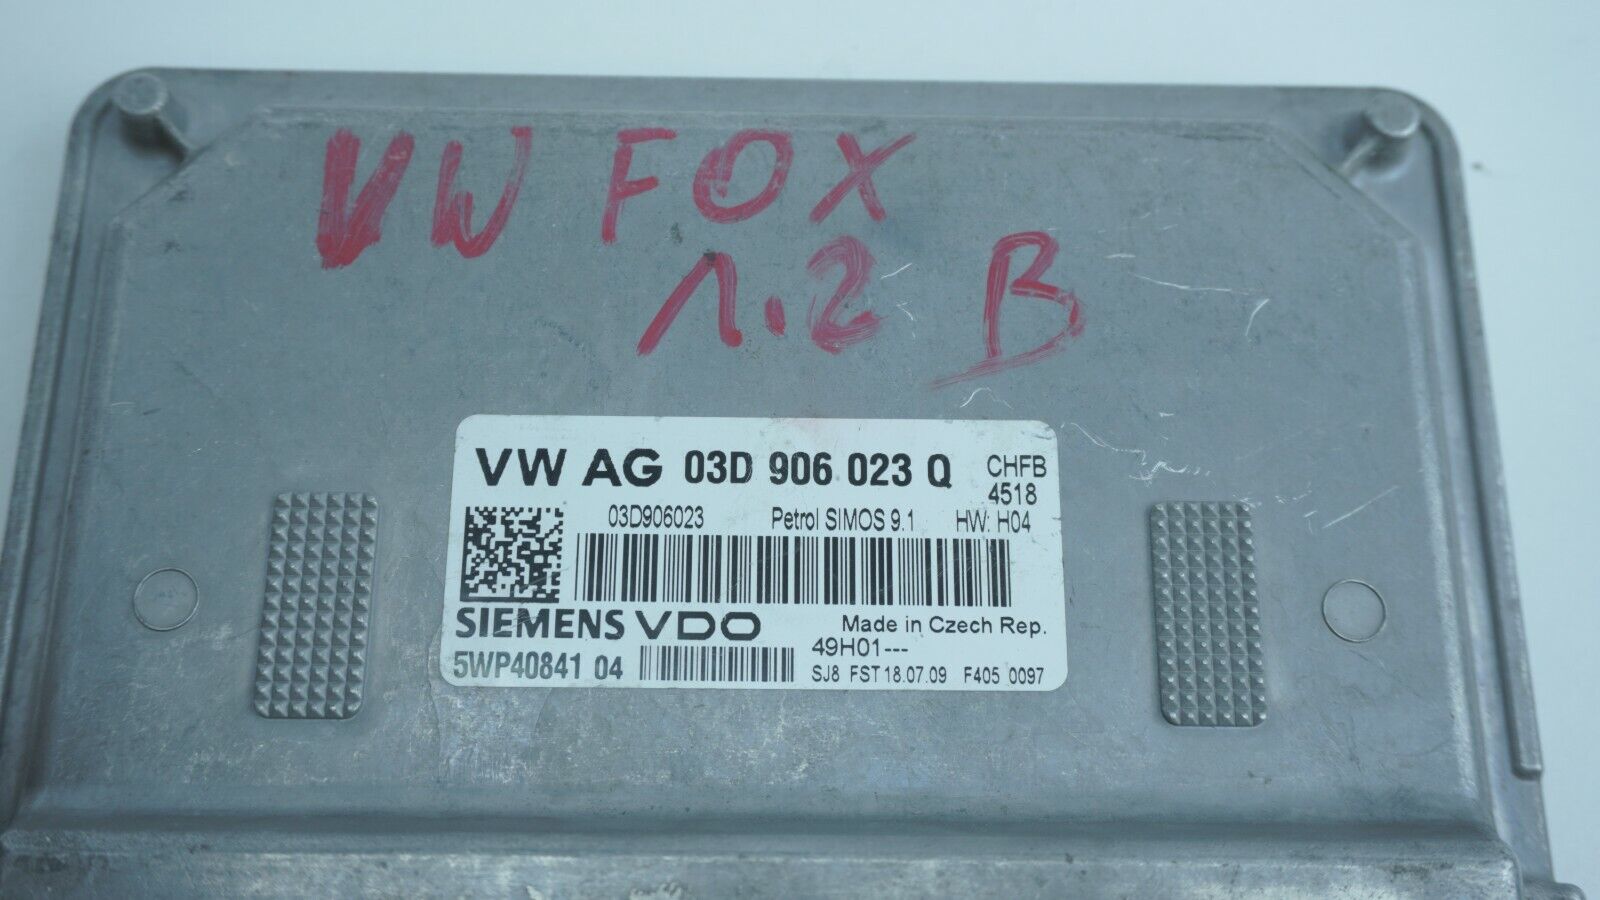 VW FOX
1.2 B
VW AG 03D 906 023 Q CHFB
4518
03D906023 Petrol SIMOS 9.1 HW: H04
SIEMENS VDO Made in Czech Rep.
49H01---
5WP40841 04 SJ8 FST 18.07.09 F405 0097